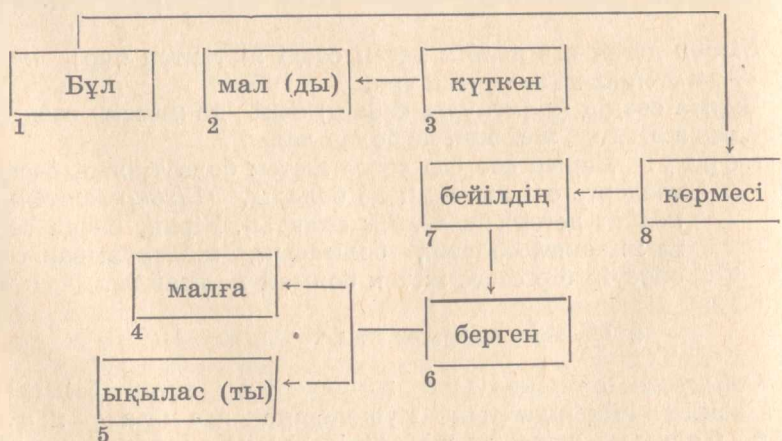 Бұл мал (ды) күткен
1 2 3
бейілдің көрмесі
7 8
малға
4
берген
6
ықылас (ты)
5